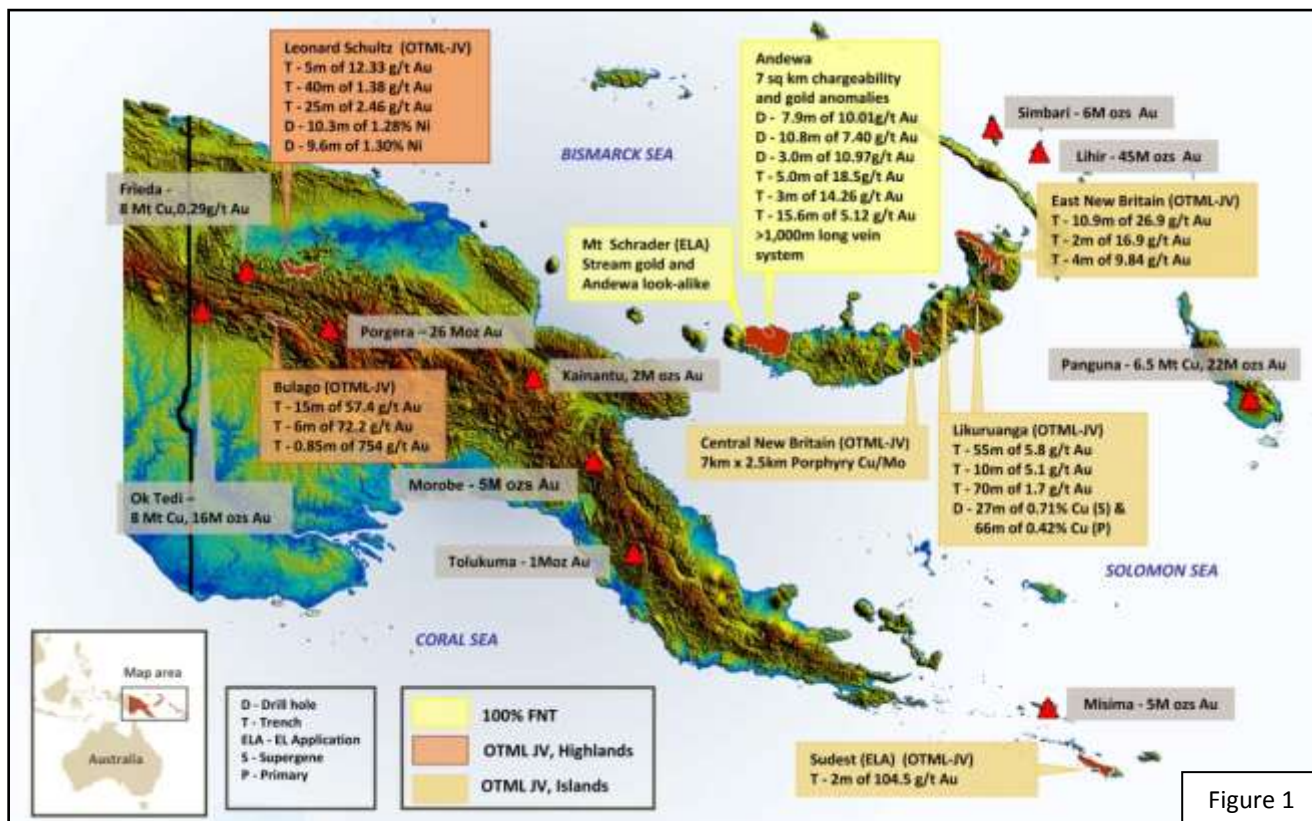 Leonard Schultz (OTML-JV)
T - 5m of 12.33 g/t Au
T - 40m of 1.38 g/t Au
T - 25m of 2.46 g/t Au
D - 10.3m of 1.28% Ni
D - 9.6m of 1.30% Ni
Andewa
7 sq km chargeability
and gold anomalies
D - 7.9m of 10.01g/t Au
D - 10.8m of 7.40 g/t Au
D - 3.0m of 10.97g/t Au
T - 5.0m of 18.5g/t Au
T - 3m of 14.26 g/t Au
T - 15.6m of 5.12 g/t Au
>1,000m long vein
system
Simbari - 6M ozs Au
Lihir - 45M ozs Au
BISMARCK SEA
Frieda -
8 Mt Cu,0.29g/t Au
East New Britain (OTML-JV)
T - 10.9m of 26.9 g/t Au
T - 2m of 16.9 g/t Au
T - 4m of 9.84 g/t Au
Mt Schrader (ELA)
Stream gold and
Andewa look-alike
Porgera – 26 Moz Au
Kainantu, 2M ozs Au
Panguna - 6.5 Mt Cu, 22M ozs Au
Bulago (OTML-JV)
T - 15m of 57.4 g/t Au
T - 6m of 72.2 g/t Au
T - 0.85m of 754 g/t Au
Central New Britain (OTML-JV)
7km x 2.5km Porphyry Cu/Mo
Likuruanga (OTML-JV)
T - 55m of 5.8 g/t Au
T - 10m of 5.1 g/t Au
T - 70m of 1.7 g/t Au
D - 27m of 0.71% Cu (S) &
66m of 0.42% Cu (P)
Ok Tedi –
8 Mt Cu, 16M ozs Au
Morobe - 5M ozs Au
Tolukuma - 1Moz Au
SOLOMON SEA
CORAL SEA
Map area
Australia
D - Drill hole
T - Trench
ELA - EL Application
S - Supergene
P - Primary
100% FNT
OTML JV, Highlands
OTML JV, Islands
Misima - 5M ozs Au
Sudest (ELA) (OTML-JV)
T - 2m of 104.5 g/t Au
Figure 1